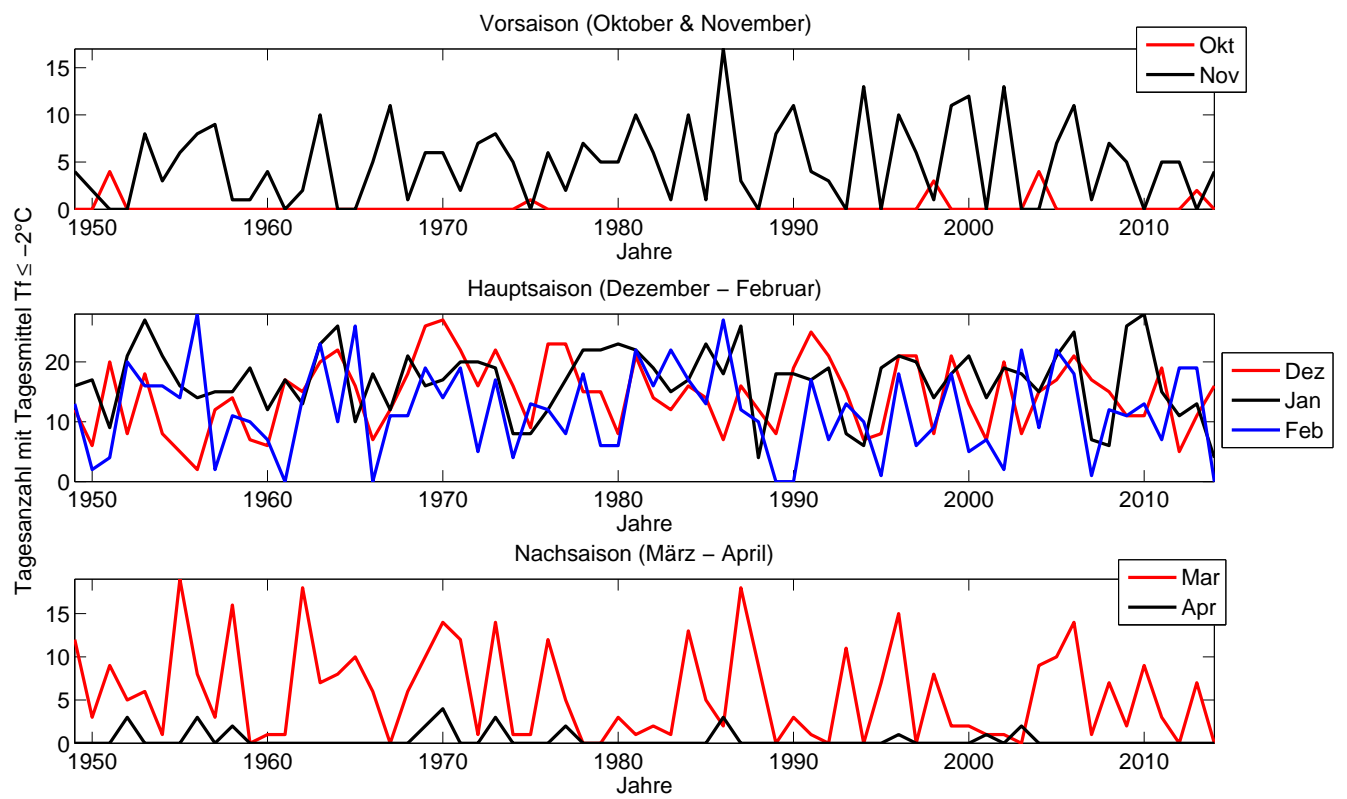 Vorsaison (Oktober & November)
Okt
Nov
15
10
5
0
1950 1960 1970 1980 1990 2000 2010
Jahre
Tagesanzahl mit Tagesmittel Tf ≤ −2°C
Hauptsaison (Dezember − Februar)
Dez
Jan
Feb
20
10
0
1950 1960 1970 1980 1990 2000 2010
Jahre
Nachsaison (März − April)
Mar
Apr
15
10
5
0
1950 1960 1970 1980 1990 2000 2010
Jahre